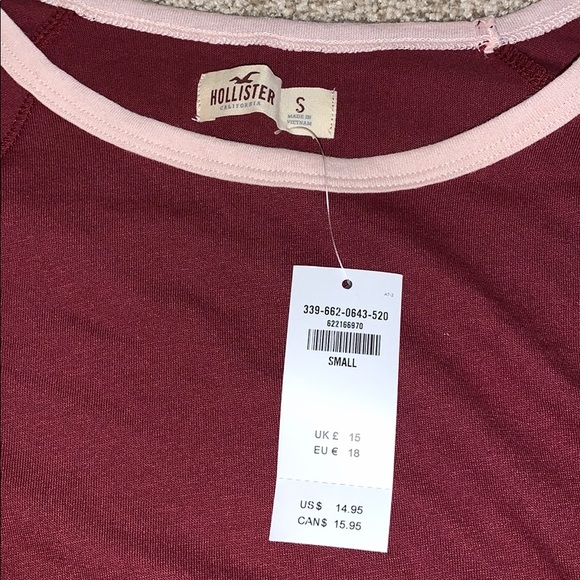 HOLLISTER
CALIFORNIA
S
MADE IN
VIETNAM
339-662-0643-520
622166970
SMALL
UK £ 15
EU € 18
US $ 14.95
CAN$ 15.95